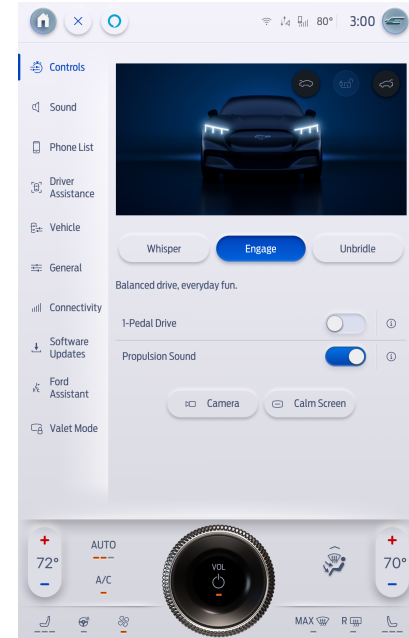 80° 3:00
Controls
Sound
Phone List
Driver
Assistance
Vehicle
General
Connectivity
Software
Updates
Ford
Assistant
Valet Mode
Whisper Engage Unbridle
Balanced drive, everyday fun.
1-Pedal Drive
Propulsion Sound
Camera Calm Screen
72° AUTO VOL 70°
A/C
MAX R